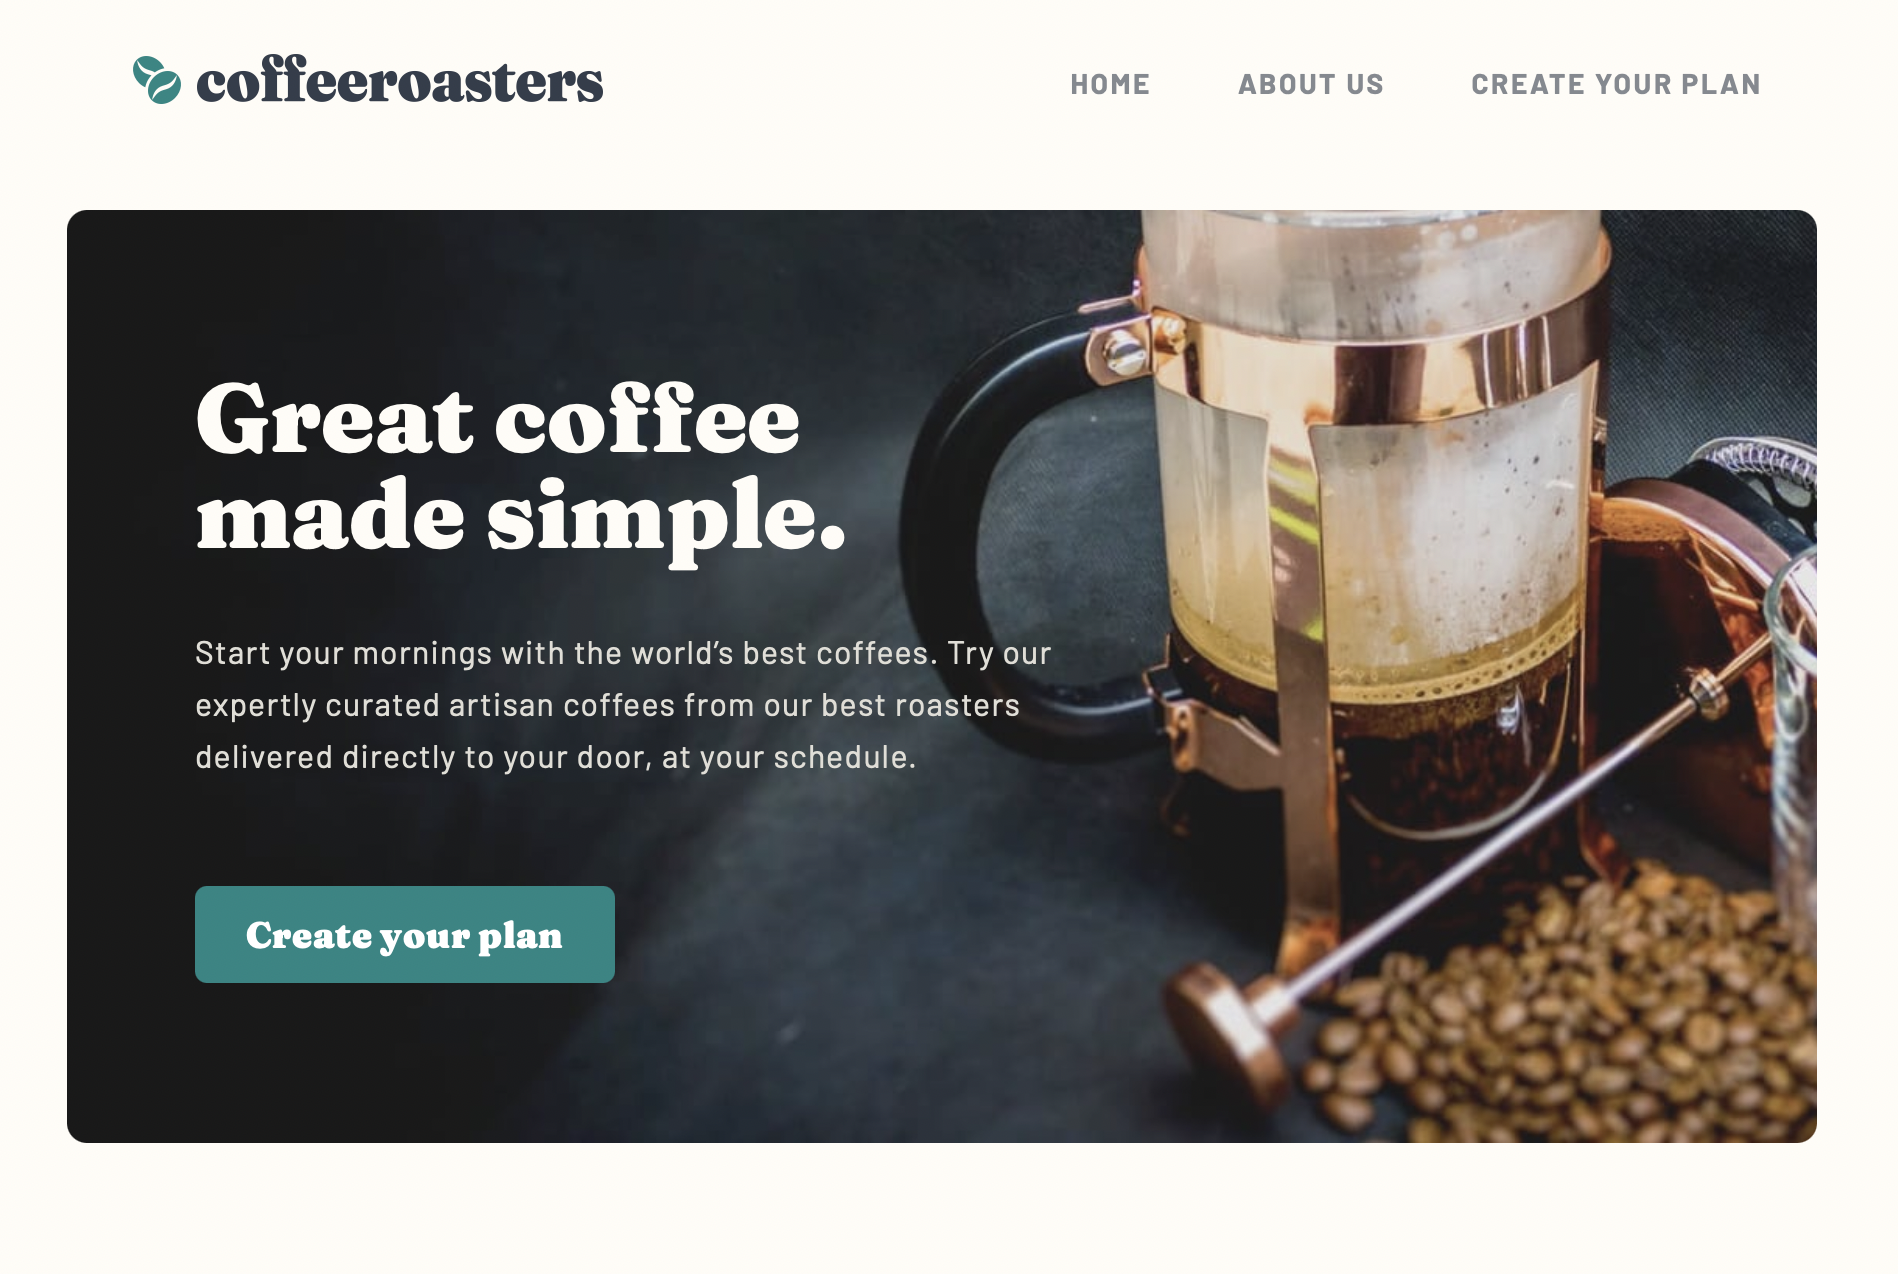 coffeeroasters
HOME ABOUT US CREATE YOUR PLAN
Great coffee
made simple.
Start your mornings with the world’s best coffees. Try our
expertly curated artisan coffees from our best roasters
delivered directly to your door, at your schedule.
Create your plan